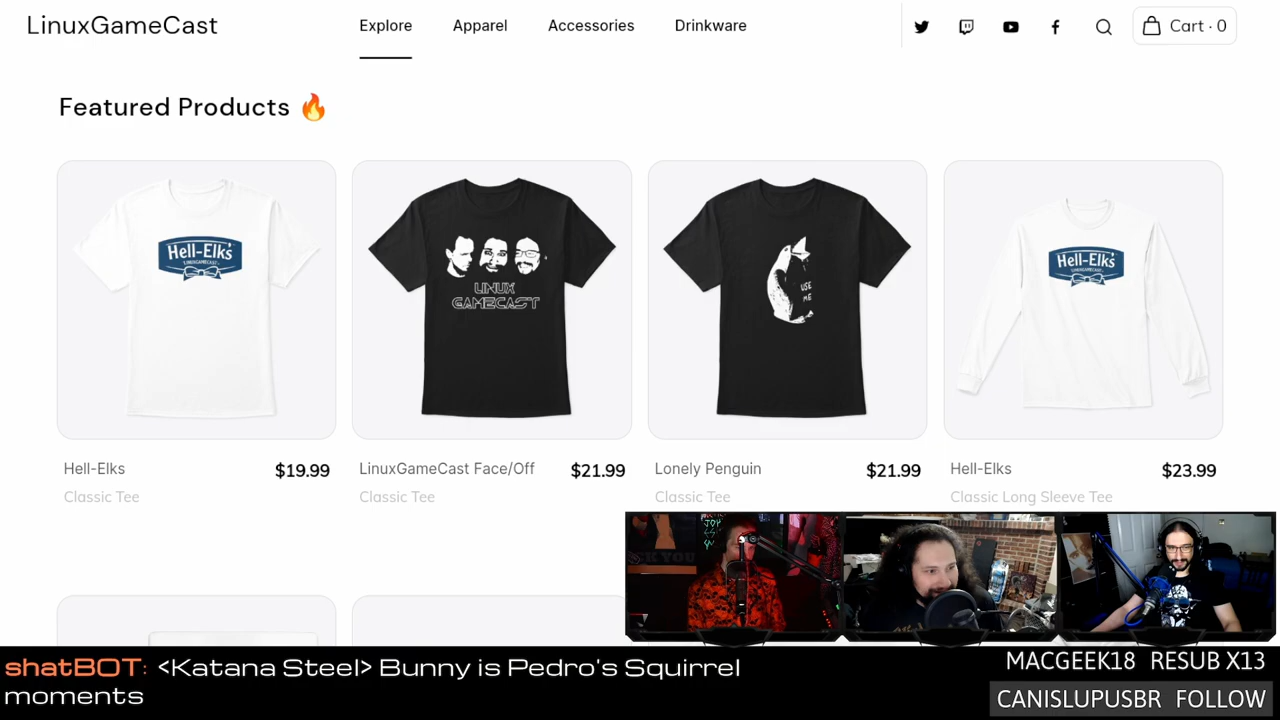 LinuxGameCast
Explore
Apparel
Accessories
Drinkware
Cart · 0
Featured Products 🔥
Hell-Elks
LINUXGAMECAST
LINUX
GAMECAST
USE
ME
Hell-Elks
LINUXGAMECAST
Hell-Elks
$19.99
Classic Tee
LinuxGameCast Face/Off
$21.99
Classic Tee
Lonely Penguin
$21.99
Classic Tee
Hell-Elks
$23.99
Classic Long Sleeve Tee
shatBOT: <Katana Steel> Bunny is Pedro's Squirrel
moments
MACGEEK18 RESUB X13
CANISLUPUSBR FOLLOW